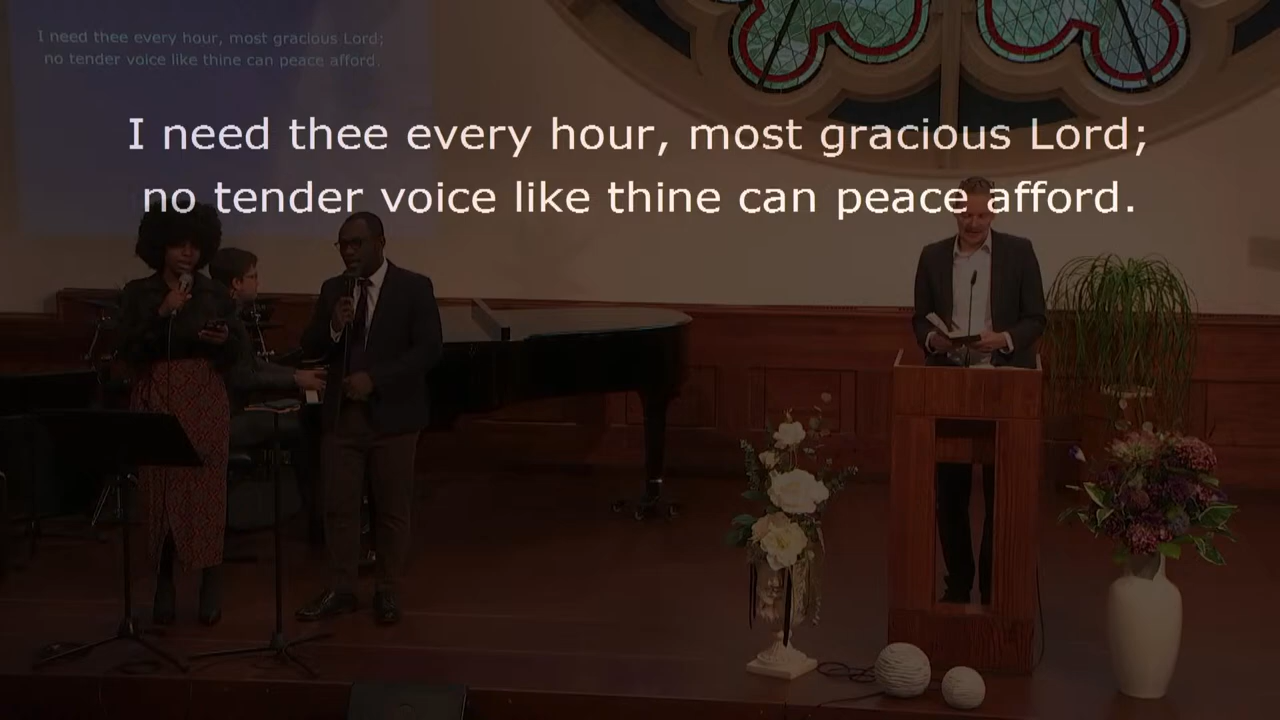 I need thee every hour, most gracious Lord;
no tender voice like thine can peace afford.
I need thee every hour, most gracious Lord;
no tender voice like thine can peace afford.